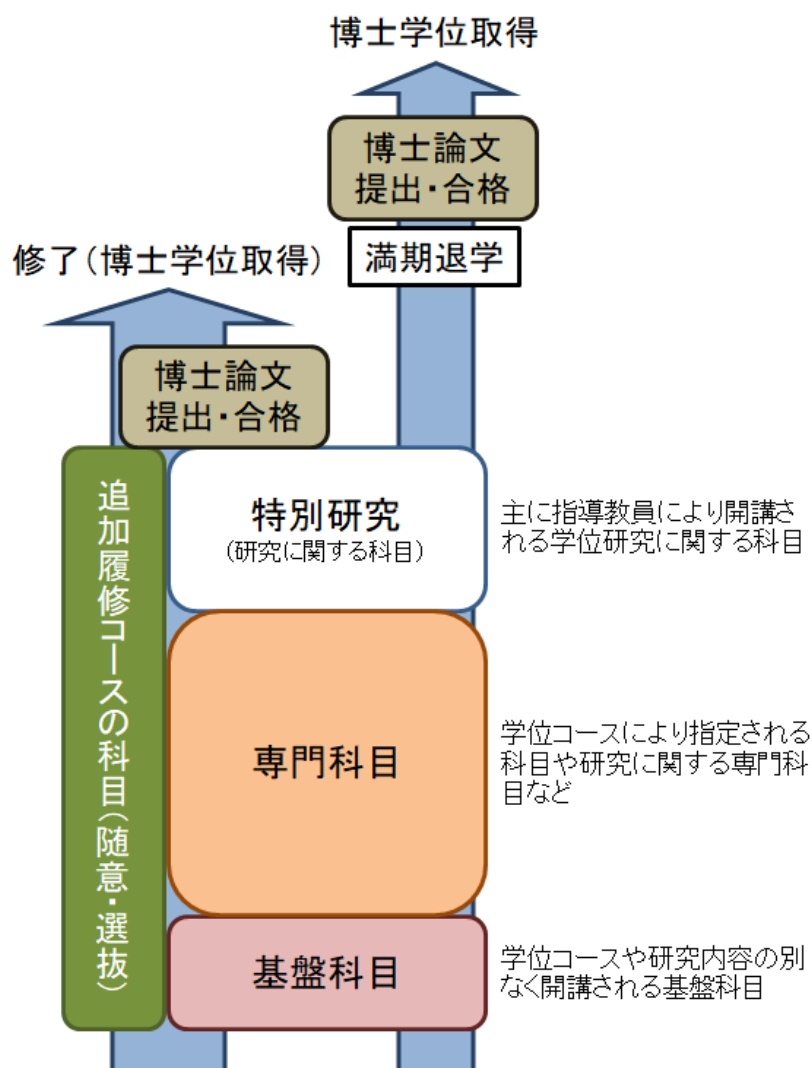 博士学位取得
博士論文
提出・合格
満期退学
修了（博士学位取得）
博士論文
提出・合格
追加履修コースの科目（随意・選抜）
特別研究
（研究に関する科目）
主に指導教員により開講さ
れる学位研究に関する科目
専門科目
学位コースにより指定される
科目や研究に関する専門科
目など
基盤科目
学位コースや研究内容の別
なく開講される基盤科目